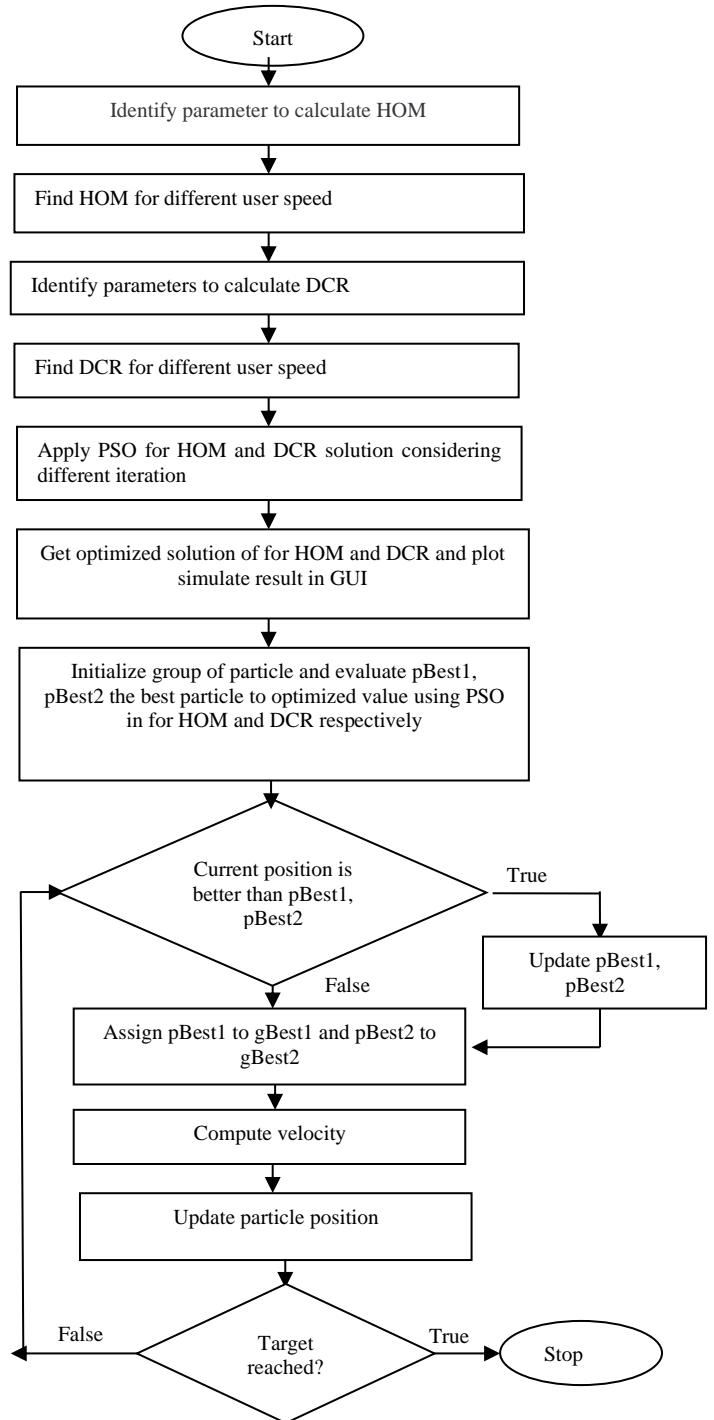 Start
Identify parameter to calculate HOM
Find HOM for different user speed
Identify parameters to calculate DCR
Find DCR for different user speed
Apply PSO for HOM and DCR solution considering
different iteration
Get optimized solution of for HOM and DCR and plot
simulate result in GUI
Initialize group of particle and evaluate pBest1,
pBest2 the best particle to optimized value using PSO
in for HOM and DCR respectively
Current position is
better than pBest1,
pBest2
True
Update pBest1,
pBest2
False
Assign pBest1 to gBest1 and pBest2 to
gBest2
Compute velocity
Update particle position
False
Target
reached?
True
Stop